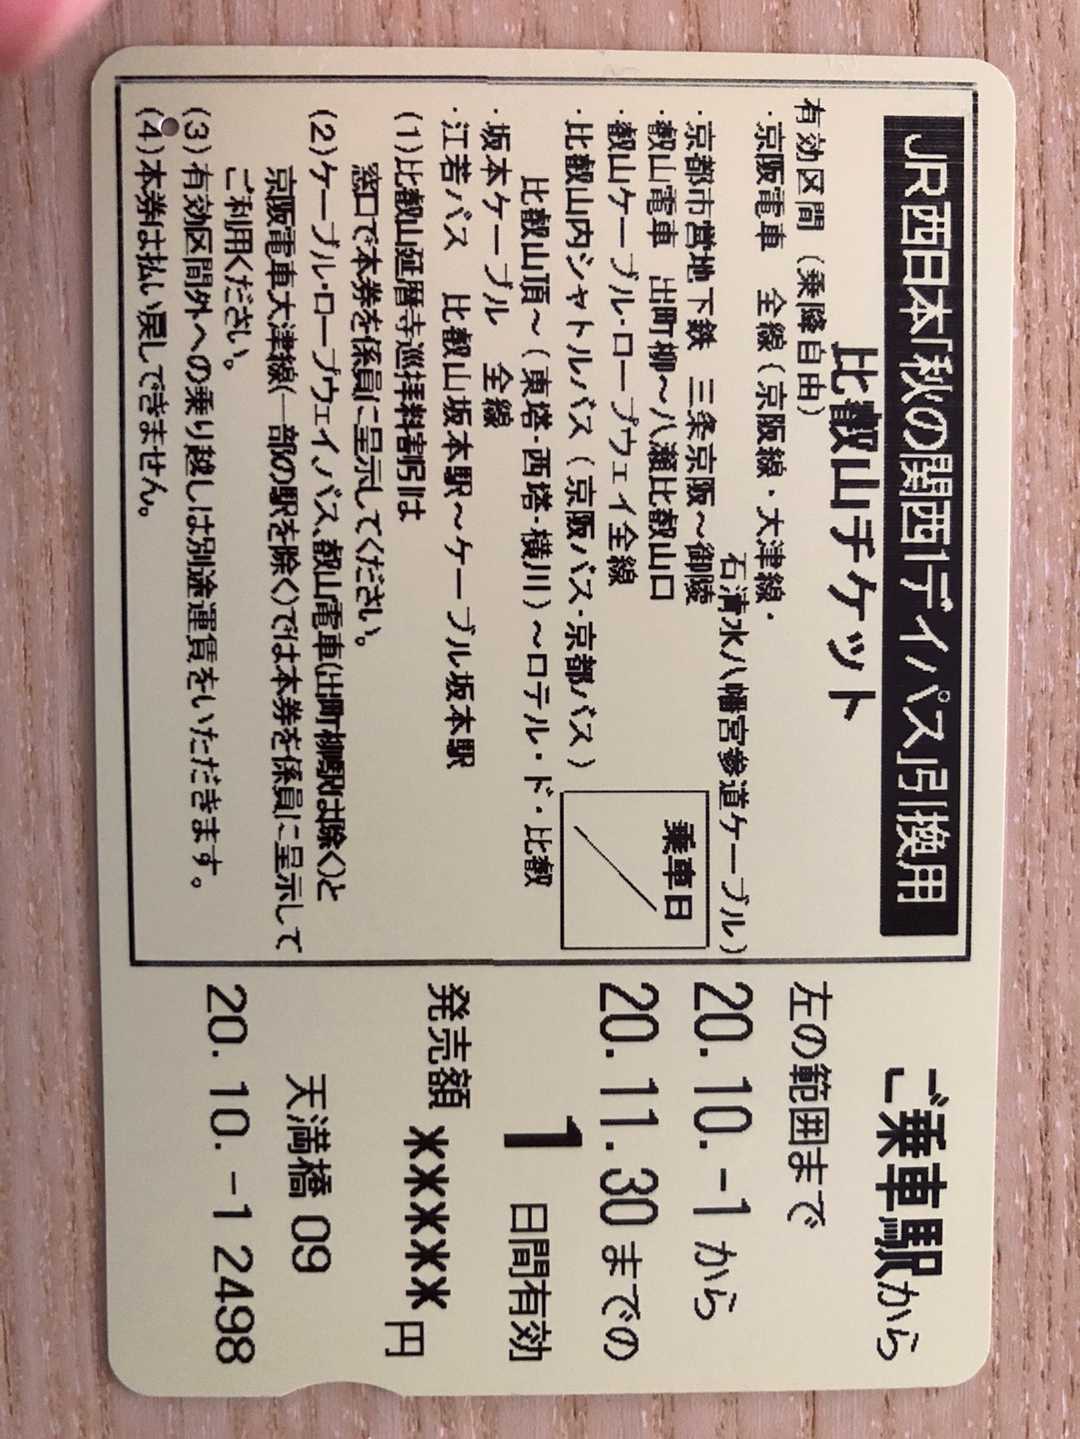 JR西日本「秋の関西1デイパス」引換用
比叡山チケット
有効区間 (乗降自由)
・京阪電車 全線(京阪線・大津線・
石清水八幡宮参道ケーブル)
・京都市営地下鉄 三条京阪～御陵
・叡山電車 出町柳～八瀬比叡山口
・叡山ケーブル・ロープウェイ全線
・比叡山内シャトルバス(京阪バス・京都バス)
比叡山頂～(東塔・西塔・横川)～ロテル・ド・比叡
・坂本ケーブル 全線
・江若バス 比叡山坂本駅～ケーブル坂本駅
(1)比叡山延暦寺巡拝料割引は
窓口で本券を係員に呈示してください。
(2)ケーブル・ロープウェイ、バス、叡山電車(出町柳駅は除く)と
京阪電車大津線(一部の駅を除く)では本券を係員に呈示して
ご利用ください。
(3)有効区間外への乗り越しは別途運賃をいただきます。
(4)本券は払い戻しできません。
乗車日
／
ご乗車駅から
左の範囲まで
20.10.-1から
20.11.30までの
1日間有効
発売額 *****円
天満橋 09
20.10.-1 2498